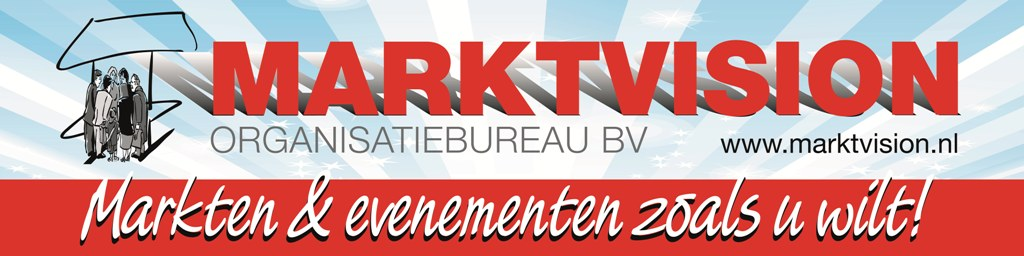 MARKTVISION
ORGANISATIEBUREAU BV www.marktvision.nl
Markten & evenementen zoals u wilt!